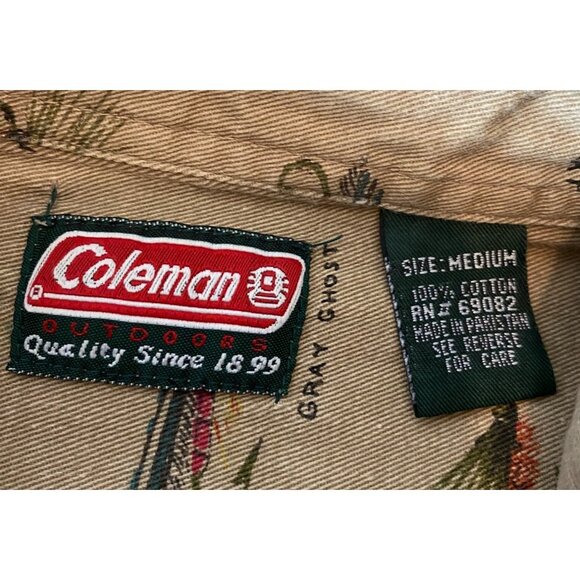 Coleman
OUTDOORS
Quality Since 1899
GRAY GHOST
SIZE: MEDIUM
100% COTTON
RN# 69082
MADE IN PAKISTAN
SEE REVERSE
FOR CARE